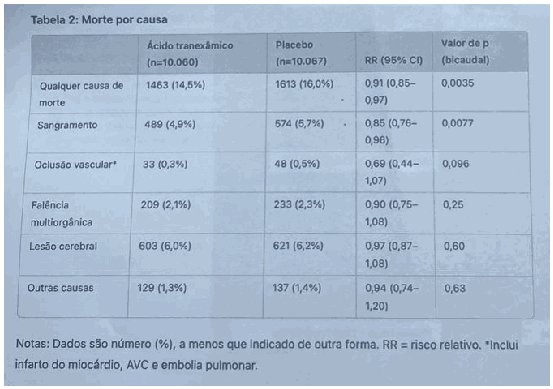 Tabela 2: Morte por causa
Ácido tranexâmico Placebo RR (95% CI) Valor de p
(n=10.060) (n=10.067) (bicaudal)
Qualquer causa de 1463 (14,5%) 1613 (16,0%) 0,91 (0,85– 0,0035
morte 0,97)
Sangramento 489 (4,9%) 574 (5,7%) 0,85 (0,76– 0,0077
0,96)
Oclusão vascular* 33 (0,3%) 48 (0,5%) 0,69 (0,44– 0,096
1,07)
Falência 209 (2,1%) 233 (2,3%) 0,90 (0,75– 0,25
multiorgânica 1,08)
Lesão cerebral 603 (6,0%) 621 (6,2%) 0,97 (0,87– 0,60
1,08)
Outras causas 129 (1,3%) 137 (1,4%) 0,94 (0,74– 0,63
1,20)
Notas: Dados são número (%), a menos que indicado de outra forma. RR = risco relativo. *Inclui
infarto do miocárdio, AVC e embolia pulmonar.